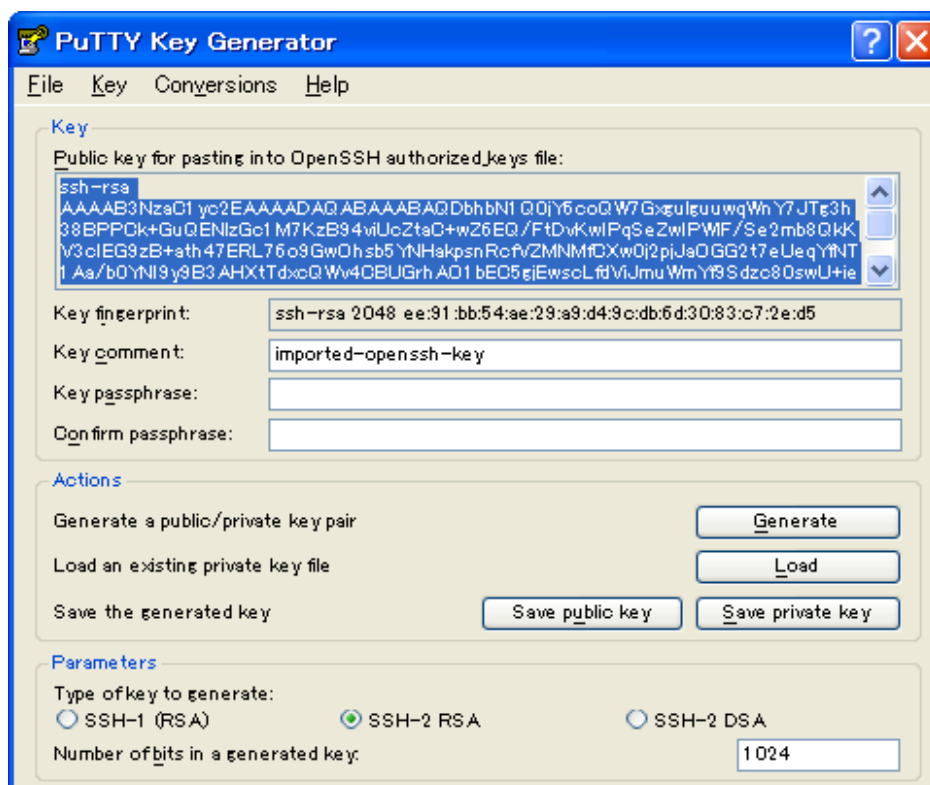 PuTTY Key Generator
File Key Conversions Help
Key
Public key for pasting into OpenSSH authorized_keys file:
ssh-rsa
AAAAB3NzaC1yc2EAAAADAQABAAABAQDbhbN1Q0jY6coQW7GxgulguuwqWnY7JTg3h
38BPPCk+GuQENIzGc1M7KzB94viUcZtaC+wZ6EQ/FtDvKwIPqSeZwIPWIF/Se2mb8QkK
V3cIEG9zB+ath47ERL76o9GwOhsb5YNHakpsnRcfVZMNMfCXw0j2piJaOGG2t7eUeqYfNT
1Aa/b0YNI9y9B3AHXtTdxcQWv4CBUGrhAO1bEC5gjEwscLfdViJmuWmYf9Sdzc80swU+ie
Key fingerprint: ssh-rsa 2048 ee:91:bb:54:ae:29:a9:d4:9c:db:6d:30:83:c7:2e:d5
Key comment: imported-openssh-key
Key passphrase:
Confirm passphrase:
Actions
Generate a public/private key pair Generate
Load an existing private key file Load
Save the generated key Save public key Save private key
Parameters
Type of key to generate:
SSH-1 (RSA) SSH-2 RSA SSH-2 DSA
Number of bits in a generated key: 1024